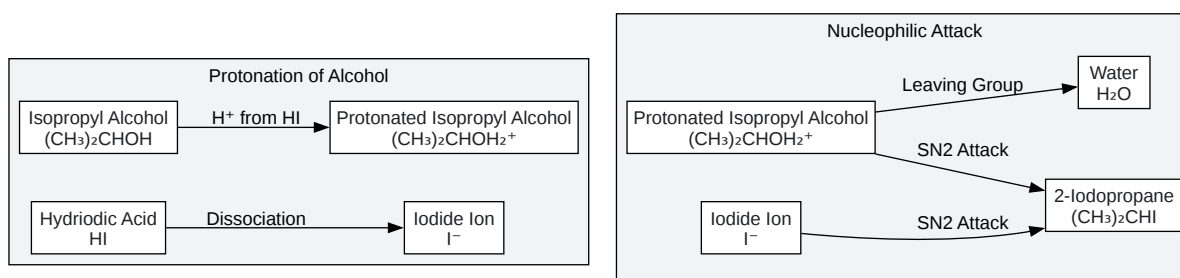 Protonation of Alcohol
Isopropyl Alcohol
(CH₃)₂CHOH
H⁺ from HI
Protonated Isopropyl Alcohol
(CH₃)₂CHOH₂⁺
Hydriodic Acid
HI
Dissociation
Iodide Ion
I⁻
Nucleophilic Attack
Protonated Isopropyl Alcohol
(CH₃)₂CHOH₂⁺
Leaving Group
Water
H₂O
SN2 Attack
Iodide Ion
I⁻
SN2 Attack
2-Iodopropane
(CH₃)₂CHI